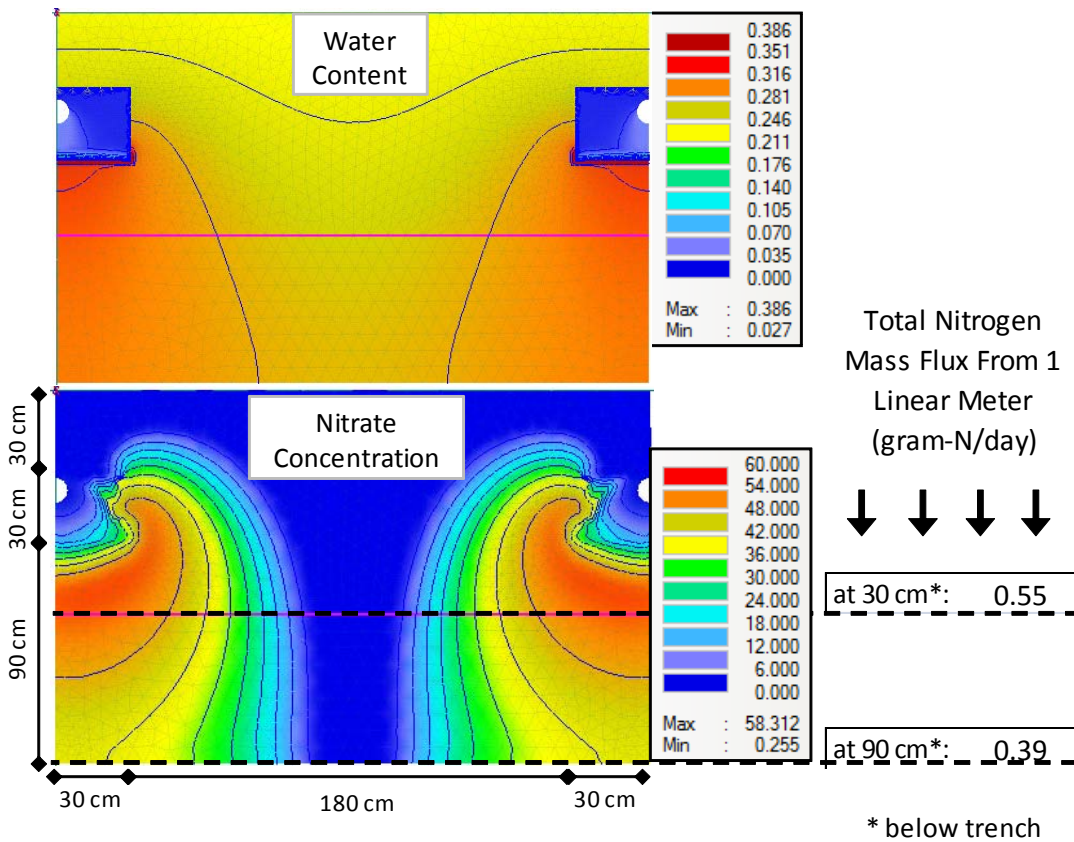 Water
Content
0.386
0.351
0.316
0.281
0.246
0.211
0.176
0.140
0.105
0.070
0.035
0.000
Max : 0.386
Min : 0.027
Total Nitrogen
Mass Flux From 1
Linear Meter
(gram-N/day)
30 cm
30 cm
90 cm
Nitrate
Concentration
60.000
54.000
48.000
42.000
36.000
30.000
24.000
18.000
12.000
6.000
0.000
Max : 58.312
Min : 0.255
at 30 cm*: 0.55
at 90 cm*: 0.39
30 cm
180 cm
30 cm
* below trench